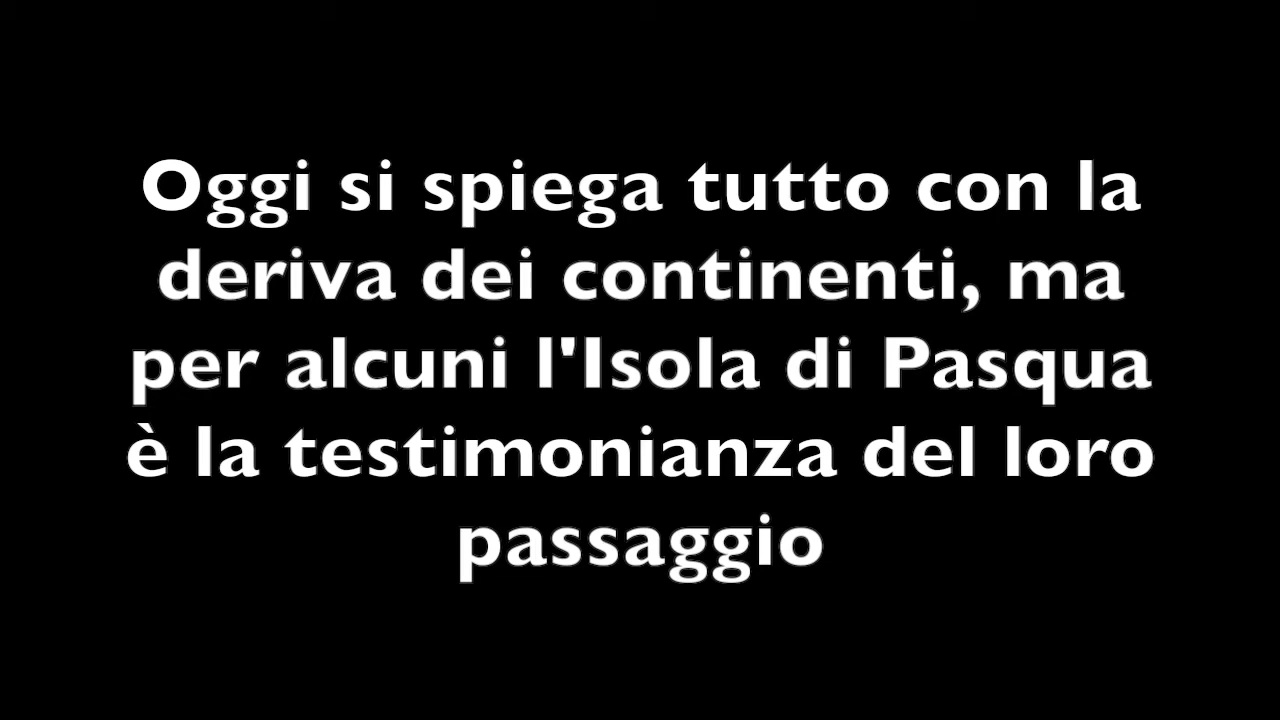 Oggi si spiega tutto con la
deriva dei continenti, ma
per alcuni l'Isola di Pasqua
è la testimonianza del loro
passaggio